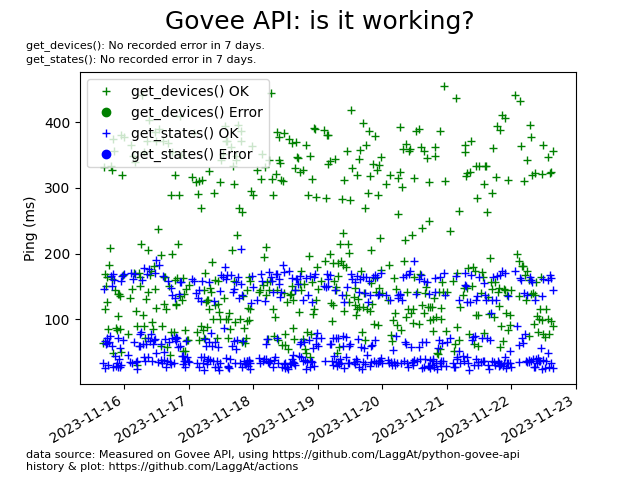 Govee API: is it working?
get_devices(): No recorded error in 7 days.
get_states(): No recorded error in 7 days.
get_devices() OK
get_devices() Error
get_states() OK
get_states() Error
Ping (ms)
400
300
200
100
2023-11-16
2023-11-17
2023-11-18
2023-11-19
2023-11-20
2023-11-21
2023-11-22
2023-11-23
data source: Measured on Govee API, using https://github.com/LaggAt/python-govee-api
history & plot: https://github.com/LaggAt/actions